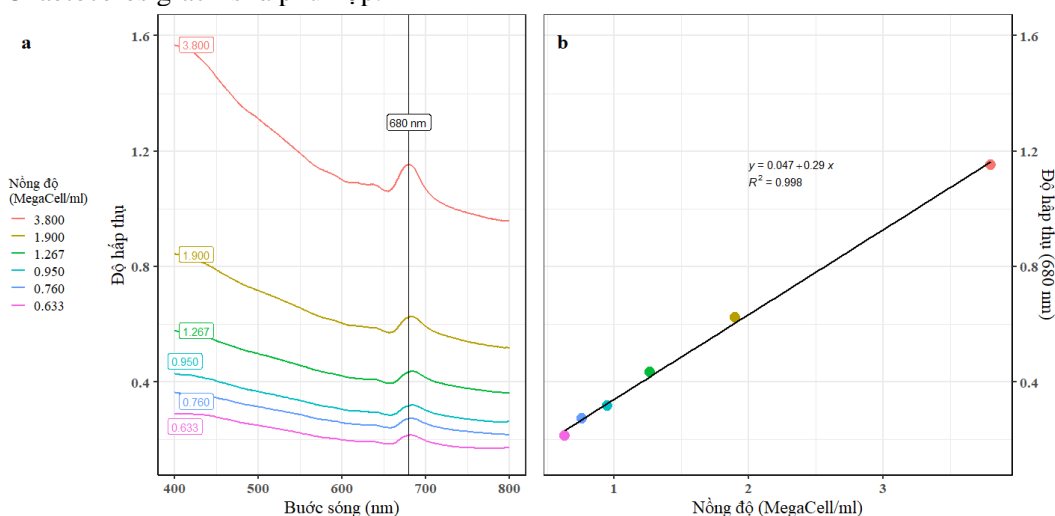 a
1.6
1.2
0.8
0.4
Độ hấp thụ
3.800
1.900
1.267
0.950
0.760
0.633
680 nm
400 500 600 700 800
Bước sóng (nm)
Nồng độ
(MegaCell/ml)
3.800
1.900
1.267
0.950
0.760
0.633
b
y = 0.047 + 0.29 x
R² = 0.998
1.6
1.2
0.8
0.4
Độ hấp thụ (680 nm)
1 2 3
Nồng độ (MegaCell/ml)